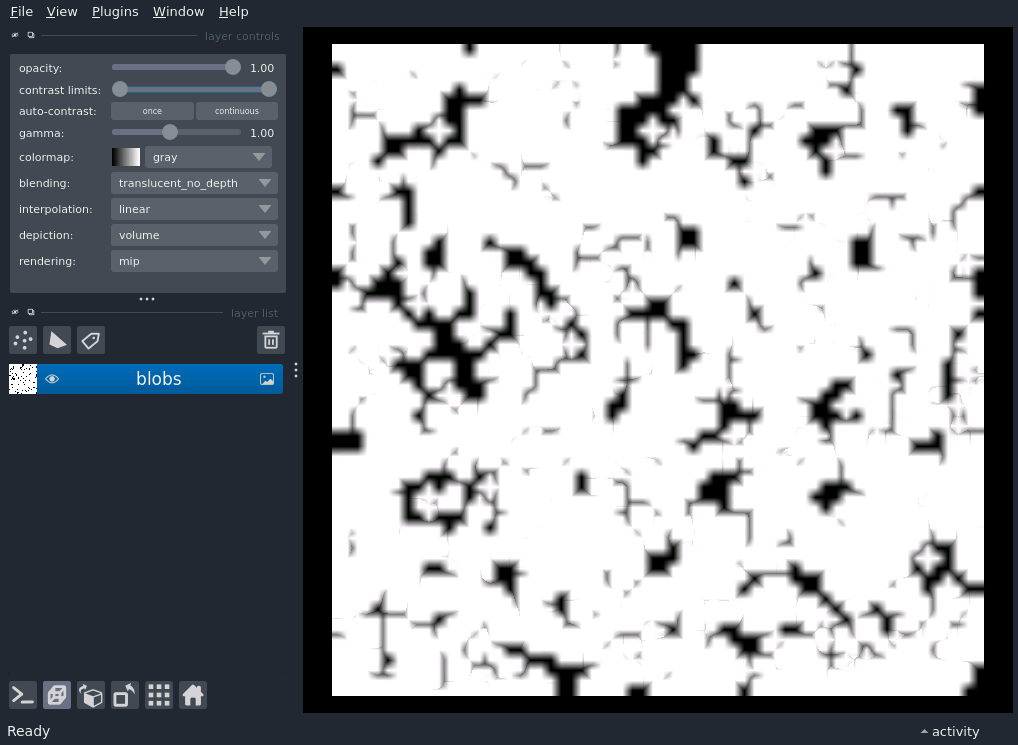 File View Plugins Window Help
layer controls
opacity: 1.00
contrast limits:
auto-contrast: once continuous
gamma: 1.00
colormap: gray
blending: translucent_no_depth
interpolation: linear
depiction: volume
rendering: mip
layer list
blobs
Ready activity